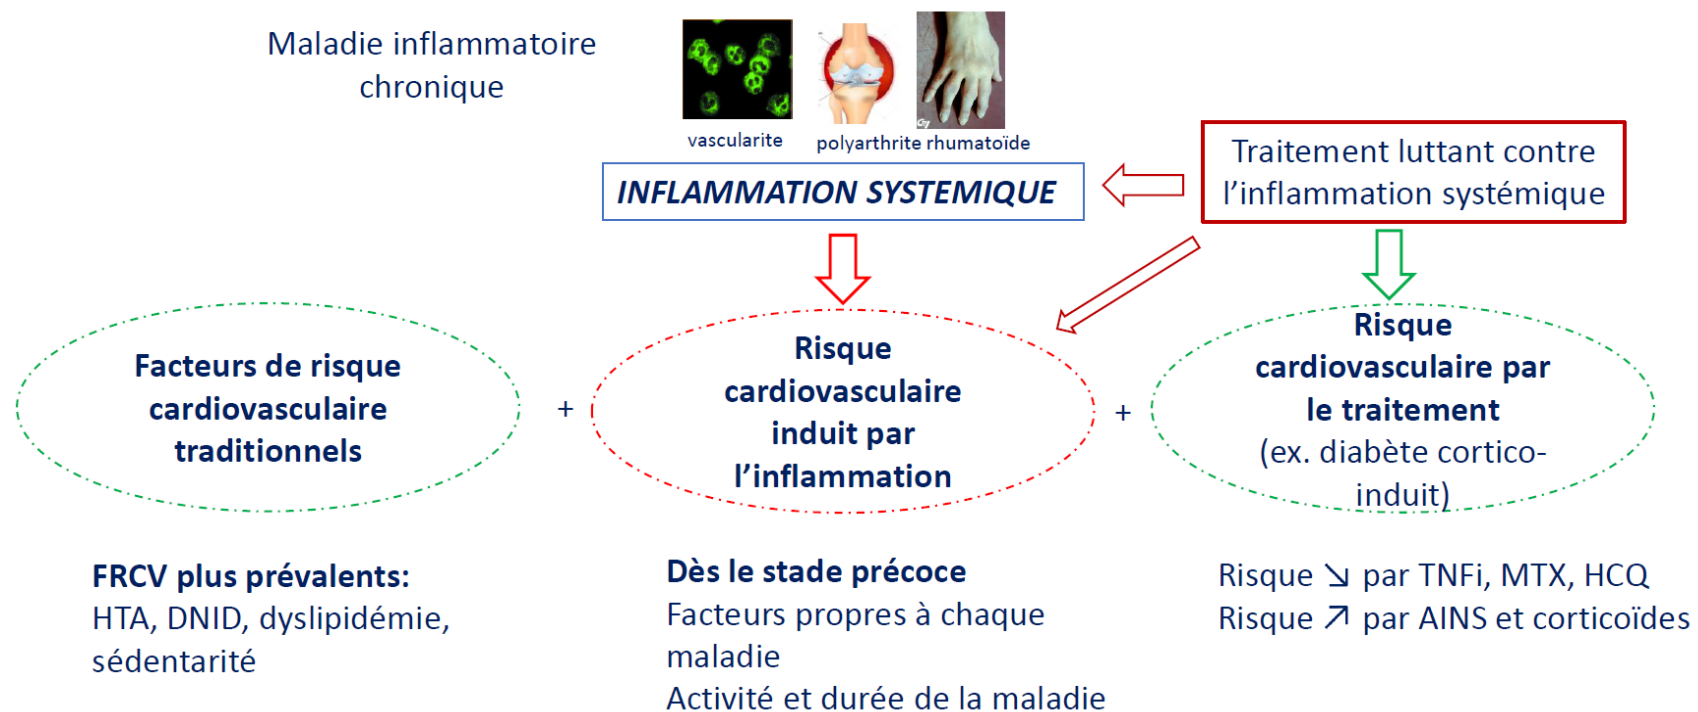 Maladie inflammatoire
chronique
vascularite
polyarthrite rhumatoïde
INFLAMMATION SYSTEMIQUE
Traitement luttant contre
l’inflammation systémique
Facteurs de risque
cardiovasculaire
traditionnels
+
Risque
cardiovasculaire
induit par
l’inflammation
+
Risque
cardiovasculaire par
le traitement
(ex. diabète cortico-
induit)
FRCV plus prévalents:
HTA, DNID, dyslipidémie,
sédentarité
Dès le stade précoce
Facteurs propres à chaque
maladie
Activité et durée de la maladie
Risque ↘ par TNFi, MTX, HCQ
Risque ↗ par AINS et corticoïdes